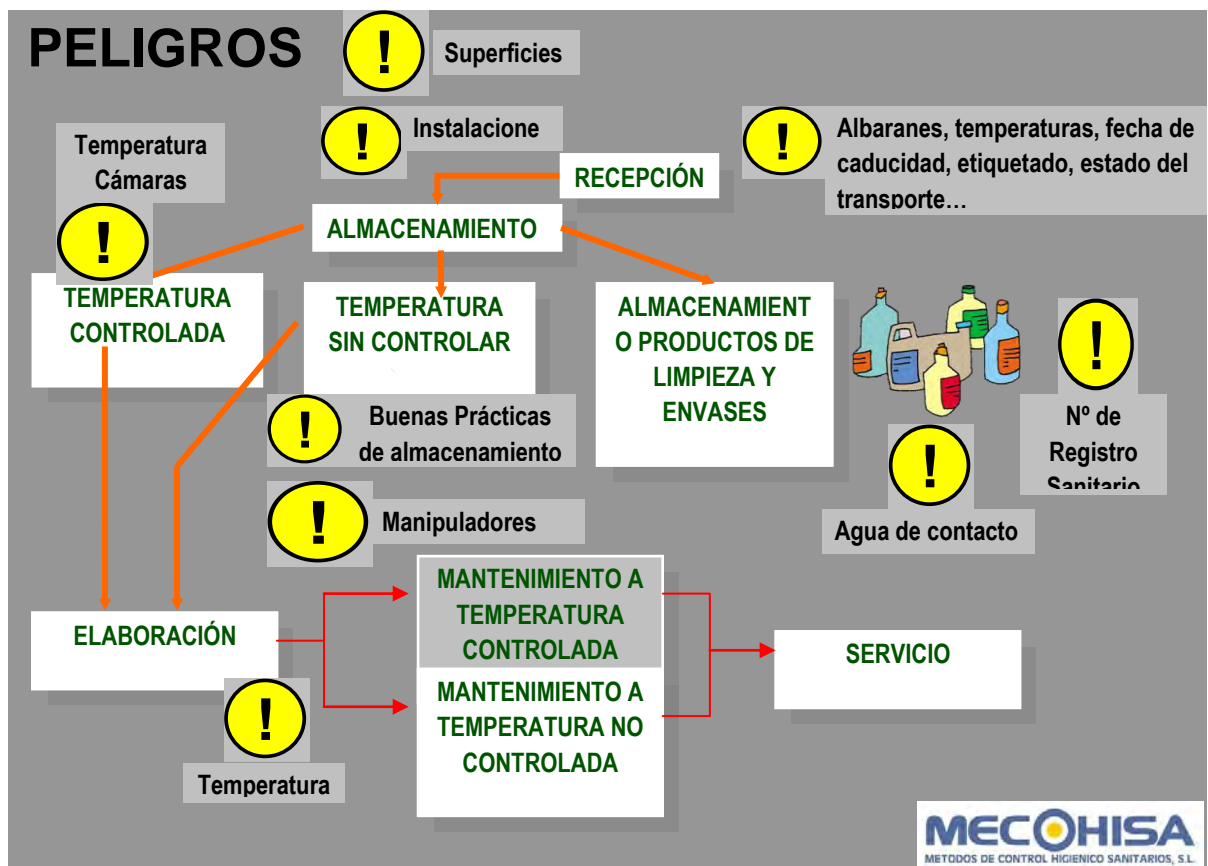 PELIGROS
Superficies
Instalacione
Albaranes, temperaturas, fecha de
caducidad, etiquetado, estado del
transporte…
Temperatura
Cámaras
RECEPCIÓN
ALMACENAMIENTO
TEMPERATURA
CONTROLADA
TEMPERATURA
SIN CONTROLAR
ALMACENAMIENT
O PRODUCTOS DE
LIMPIEZA Y
ENVASES
Nº de
Registro
Sanitario
Buenas Prácticas
de almacenamiento
Agua de contacto
Manipuladores
MANTENIMIENTO A
TEMPERATURA
CONTROLADA
ELABORACIÓN
SERVICIO
MANTENIMIENTO A
TEMPERATURA NO
CONTROLADA
Temperatura
MECOHISA
METODOS DE CONTROL HIGIENICO SANITARIOS, S.L.